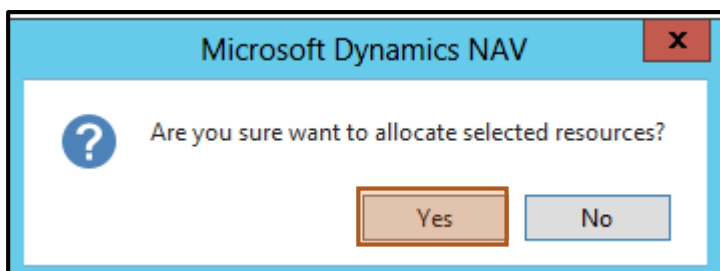 Microsoft Dynamics NAV
x
?
Are you sure want to allocate selected resources?
Yes
No